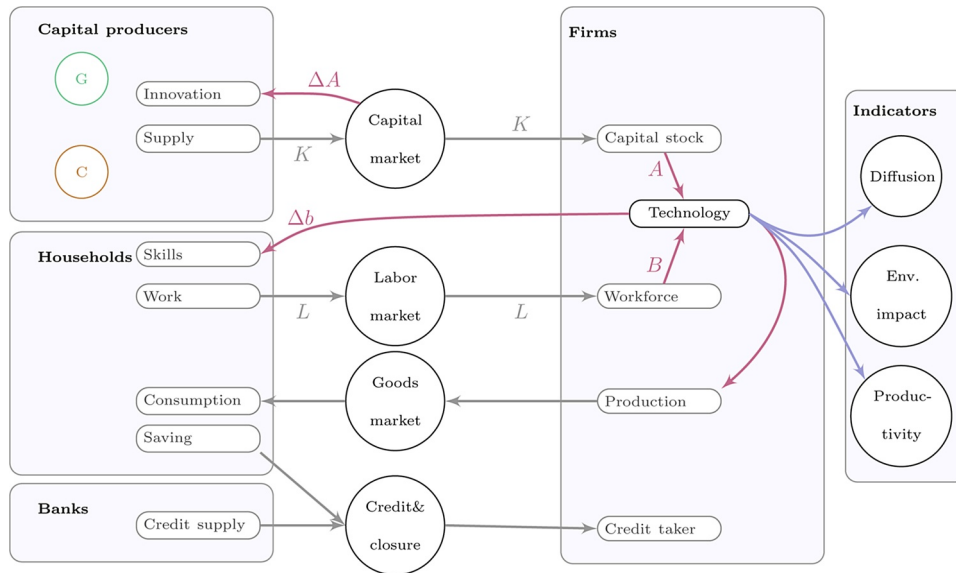 Capital producers
G
Innovation
Supply
C
ΔA
K
Capital
market
K
Firms
Capital stock
A
Technology
B
Workforce
Production
Credit taker
Δb
Households
Skills
Work
L
Labor
market
L
Consumption
Saving
Goods
market
Banks
Credit supply
Credit&
closure
Indicators
Diffusion
Env.
impact
Produc-
tivity